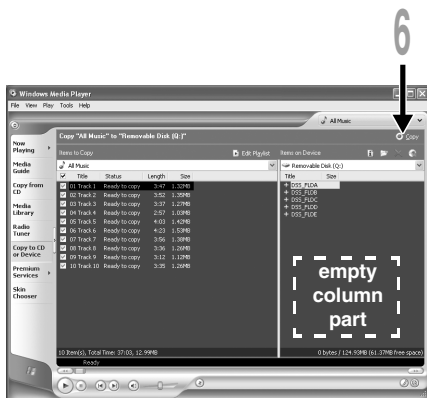 6
Windows Media Player
File View Play Tools Help
All Music
Copy "All Music" to "Removable Disk (Q:)"
Copy
Items to Copy
Edit Playlist
Items on Device
All Music
Removable Disk (Q:)
Title Status Length Size
Title Size
01 Track 1 Ready to copy 3:47 1.32MB
02 Track 2 Ready to copy 3:52 1.35MB
03 Track 3 Ready to copy 3:37 1.27MB
04 Track 4 Ready to copy 2:57 1.03MB
05 Track 5 Ready to copy 4:03 1.42MB
06 Track 6 Ready to copy 4:23 1.53MB
07 Track 7 Ready to copy 3:56 1.38MB
08 Track 8 Ready to copy 3:36 1.26MB
09 Track 9 Ready to copy 3:12 1.12MB
10 Track 10 Ready to copy 3:35 1.26MB
DSS_FLDA
DSS_FLDB
DSS_FLDC
DSS_FLDD
DSS_FLDE
Now
Playing
Media
Guide
Copy from
CD
Media
Library
Radio
Tuner
Copy to CD
or Device
Premium
Services
Skin
Chooser
empty
column
part
10 Item(s), Total Time: 37:03, 12.99MB
0 bytes / 124.93MB (61.37MB free space)
Ready